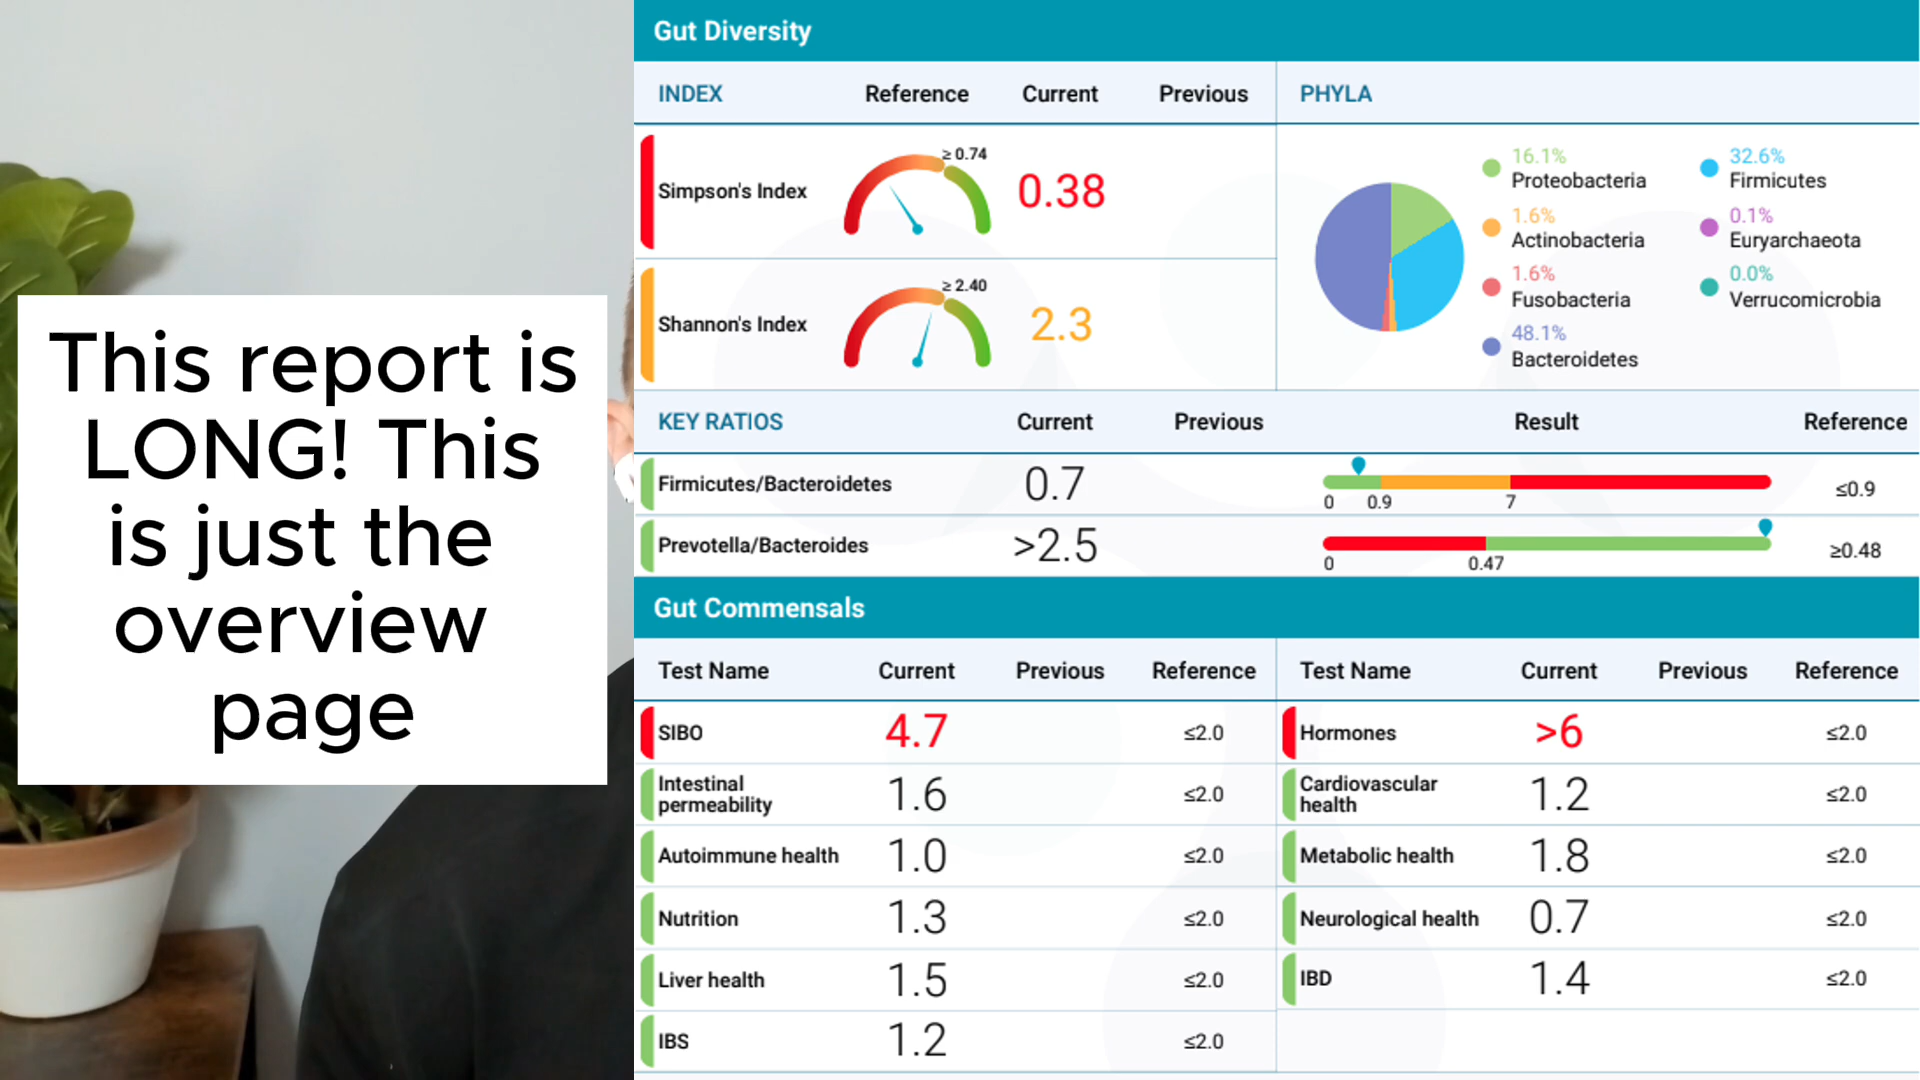 This report is
LONG! This
is just the
overview
page
Gut Diversity
INDEX Reference Current Previous
Simpson's Index ≥ 0.74 0.38
Shannon's Index ≥ 2.40 2.3
PHYLA
16.1%
Proteobacteria
1.6%
Actinobacteria
1.6%
Fusobacteria
48.1%
Bacteroidetes
32.6%
Firmicutes
0.1%
Euryarchaeota
0.0%
Verrucomicrobia
KEY RATIOS Current Previous Result Reference
Firmicutes/Bacteroidetes 0.7 ≤0.9
0 0.9 7
Prevotella/Bacteroides >2.5 ≥0.48
0 0.47
Gut Commensals
Test Name Current Previous Reference
SIBO 4.7 ≤2.0
Intestinal
permeability 1.6 ≤2.0
Autoimmune health 1.0 ≤2.0
Nutrition 1.3 ≤2.0
Liver health 1.5 ≤2.0
IBS 1.2 ≤2.0
Test Name Current Previous Reference
Hormones >6 ≤2.0
Cardiovascular
health 1.2 ≤2.0
Metabolic health 1.8 ≤2.0
Neurological health 0.7 ≤2.0
IBD 1.4 ≤2.0